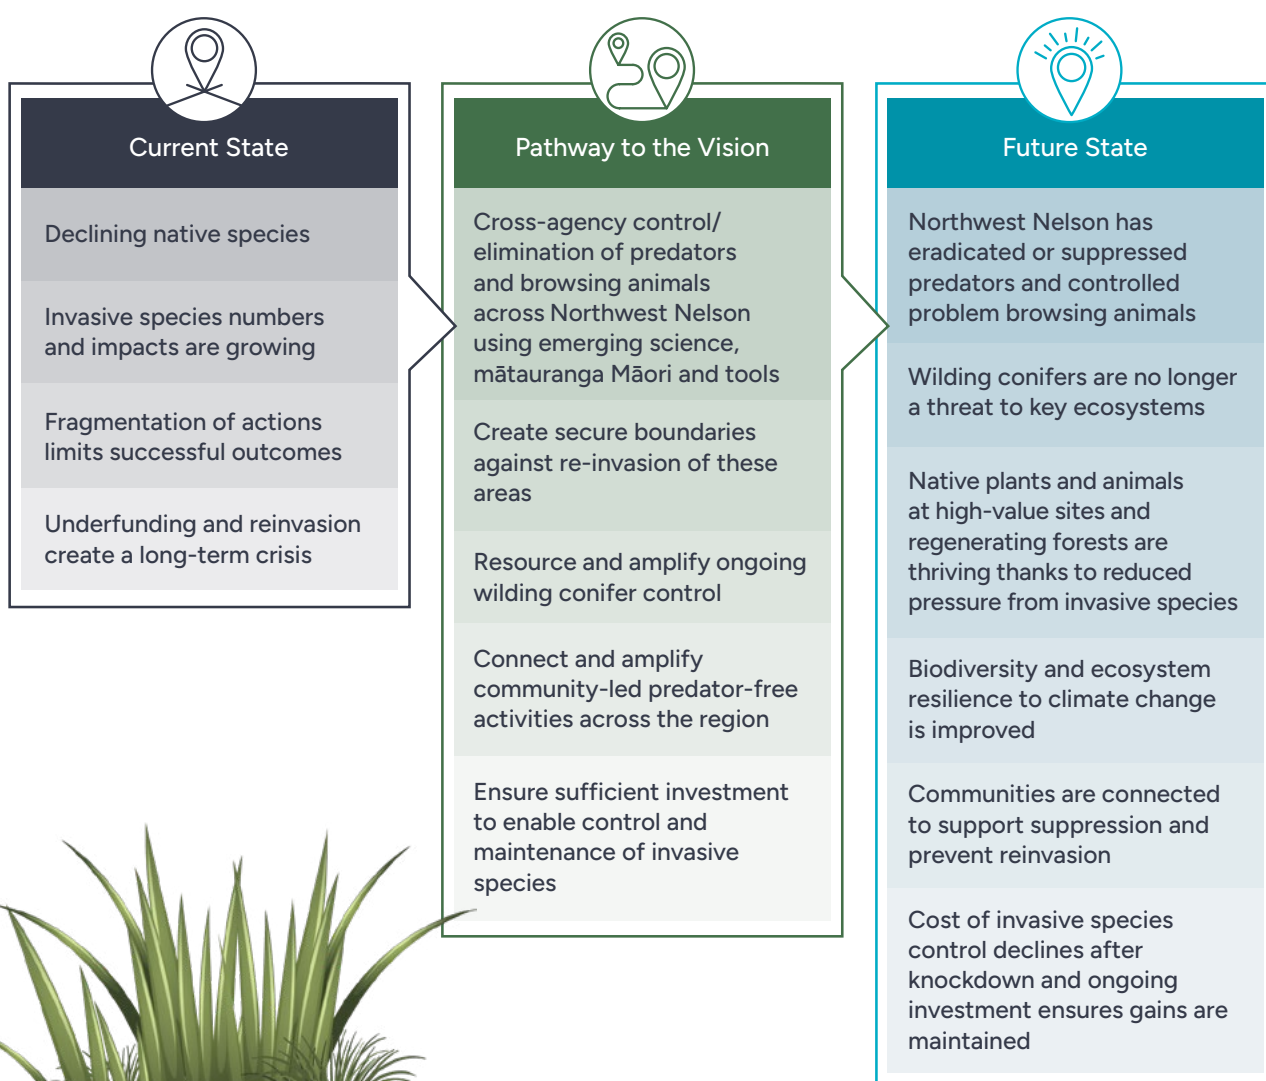 Current State
Declining native species
Invasive species numbers
and impacts are growing
Fragmentation of actions
limits successful outcomes
Underfunding and reinvasion
create a long-term crisis
Pathway to the Vision
Cross-agency control/
elimination of predators
and browsing animals
across Northwest Nelson
using emerging science,
mātauranga Māori and tools
Create secure boundaries
against re-invasion of these
areas
Resource and amplify ongoing
wilding conifer control
Connect and amplify
community-led predator-free
activities across the region
Ensure sufficient investment
to enable control and
maintenance of invasive
species
Future State
Northwest Nelson has
eradicated or suppressed
predators and controlled
problem browsing animals
Wilding conifers are no longer
a threat to key ecosystems
Native plants and animals
at high-value sites and
regenerating forests are
thriving thanks to reduced
pressure from invasive species
Biodiversity and ecosystem
resilience to climate change
is improved
Communities are connected
to support suppression and
prevent reinvasion
Cost of invasive species
control declines after
knockdown and ongoing
investment ensures gains are
maintained